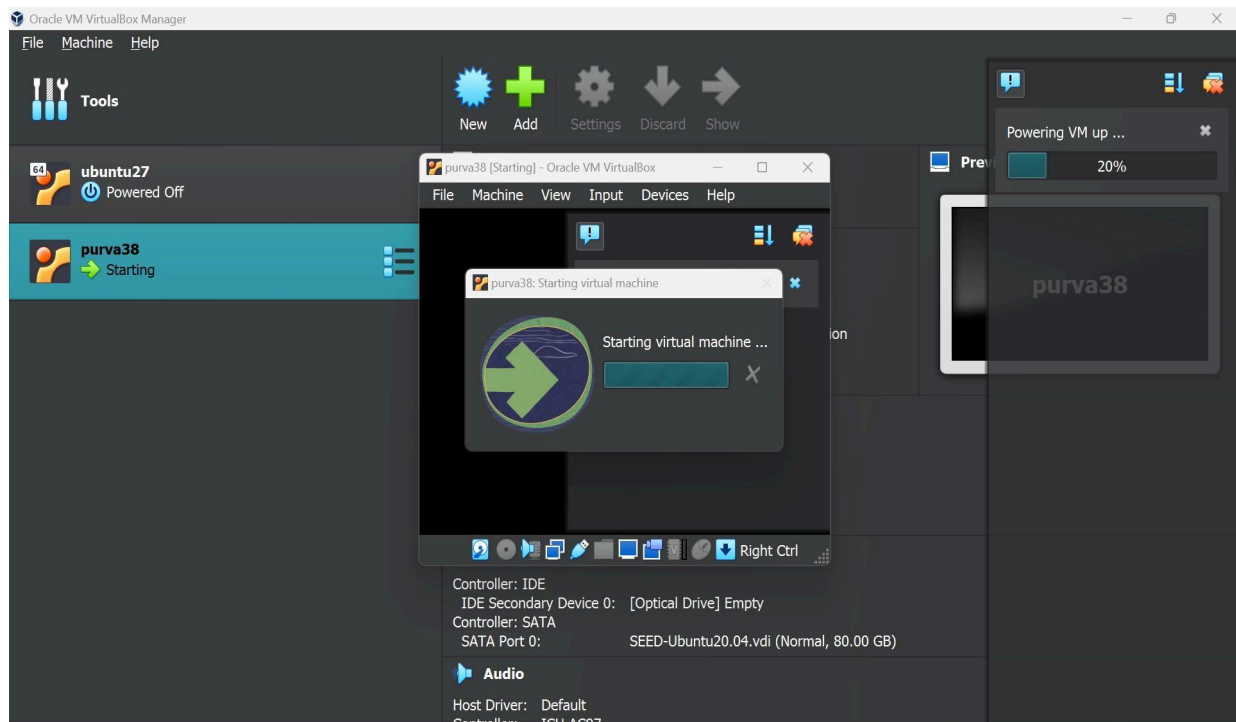 Oracle VM VirtualBox Manager
File Machine Help
Tools
New Add Settings Discard Show
64
ubuntu27
Powered Off
purva38
Starting
purva38 [Starting] - Oracle VM VirtualBox
File Machine View Input Devices Help
purva38: Starting virtual machine
Starting virtual machine ...
Right Ctrl
Powering VM up ...
20%
purva38
Controller: IDE
IDE Secondary Device 0: [Optical Drive] Empty
Controller: SATA
SATA Port 0: SEED-Ubuntu20.04.vdi (Normal, 80.00 GB)
Audio
Host Driver: Default